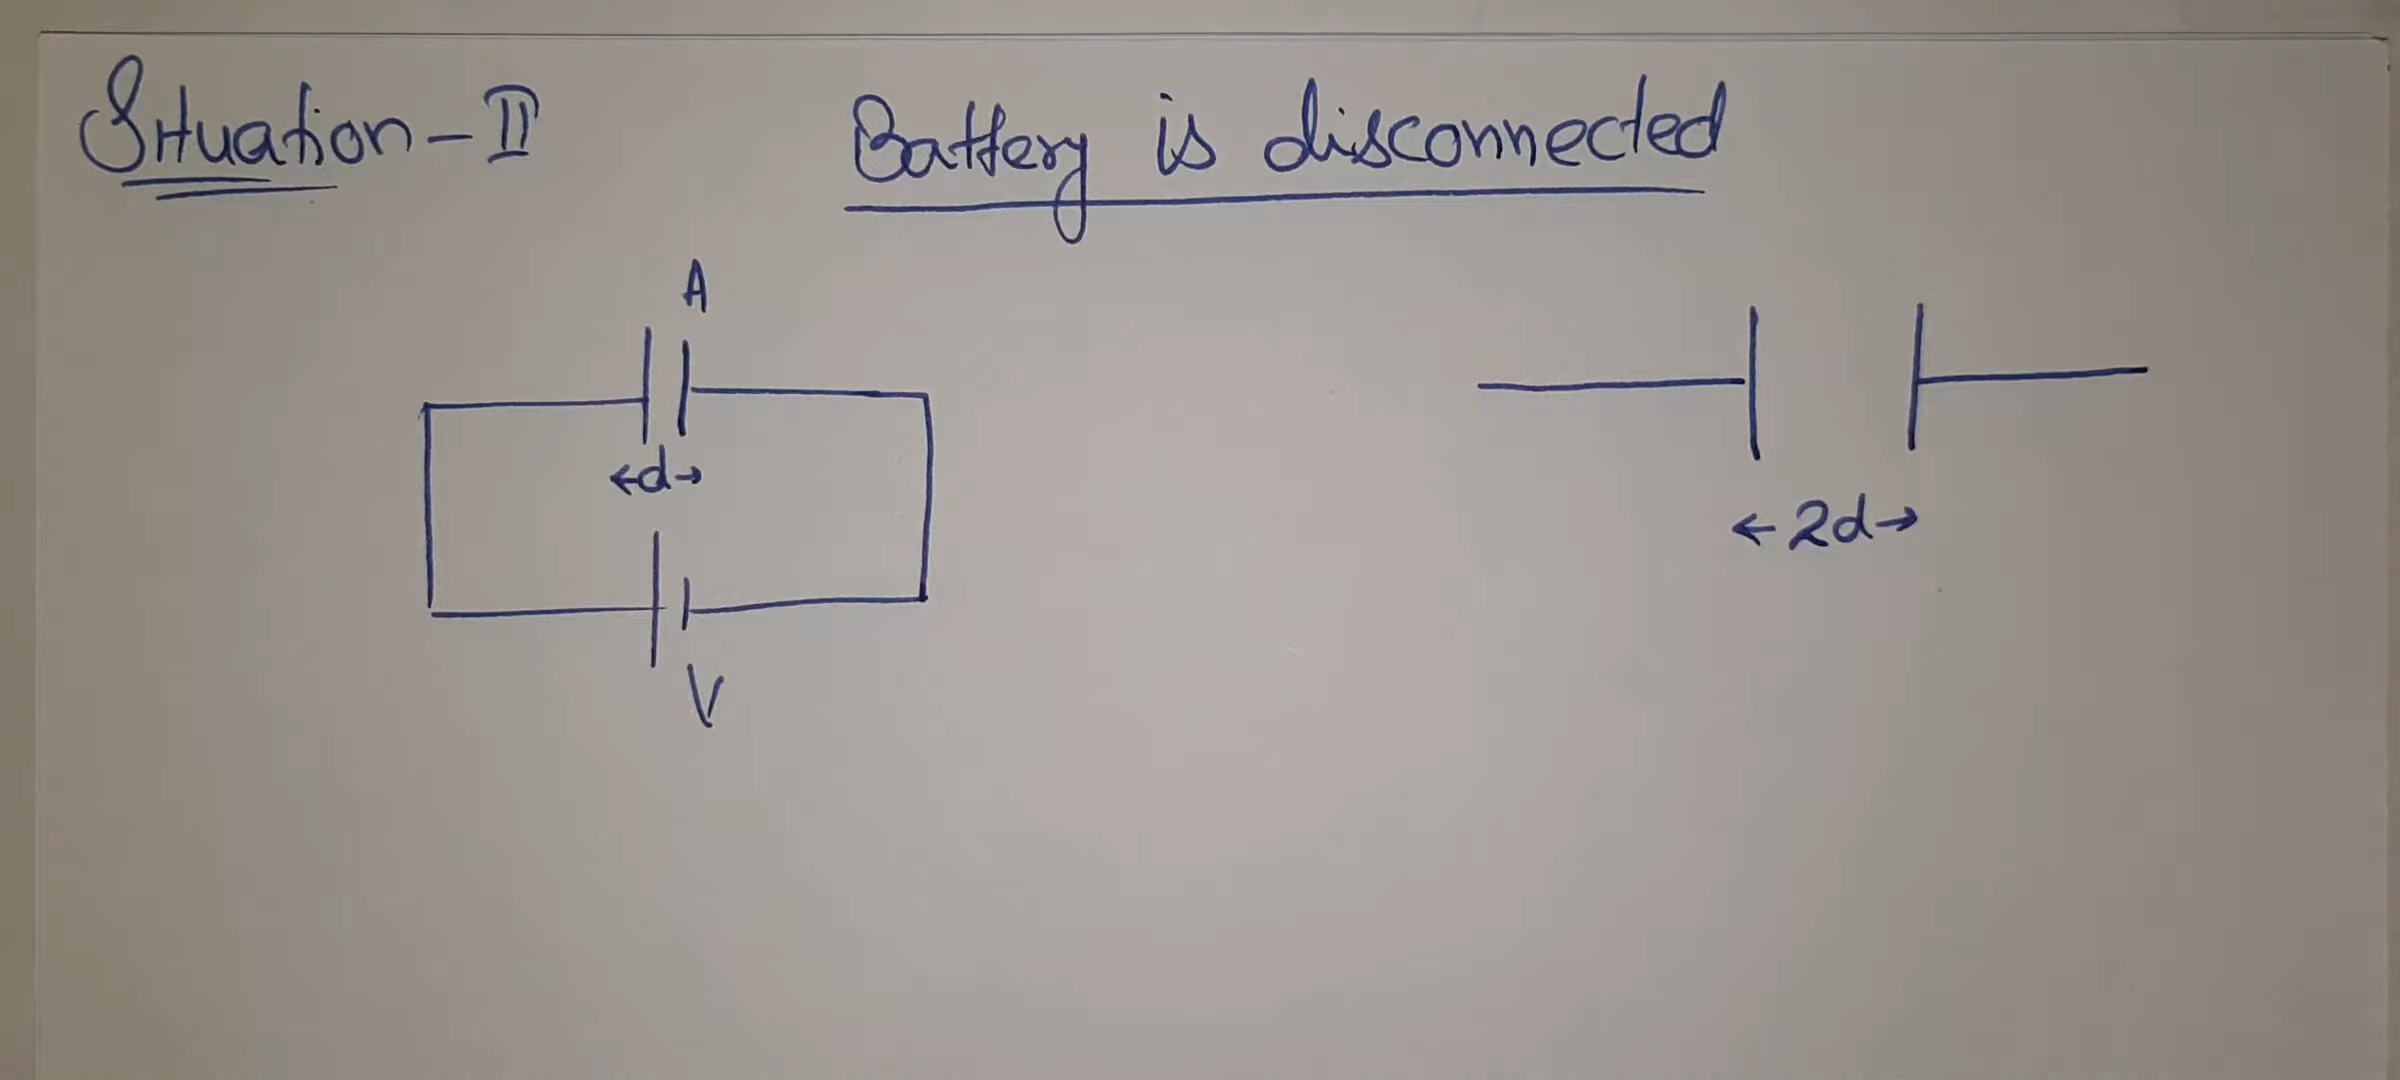 Situation-II
Battery is disconnected
A
←d→
V
←2d→